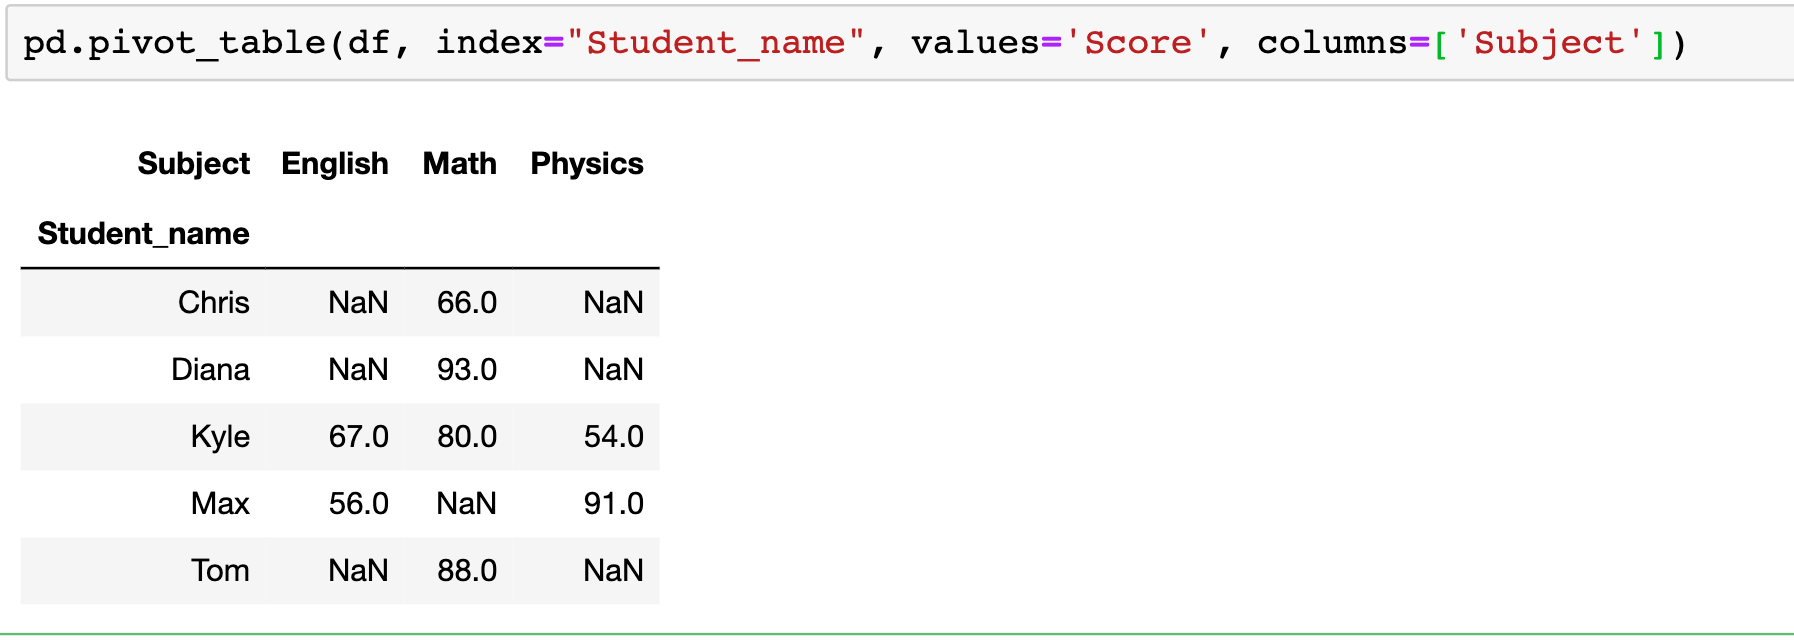 pd.pivot_table(df, index="Student_name", values='Score', columns=['Subject'])
Subject English Math Physics
Student_name
Chris NaN 66.0 NaN
Diana NaN 93.0 NaN
Kyle 67.0 80.0 54.0
Max 56.0 NaN 91.0
Tom NaN 88.0 NaN